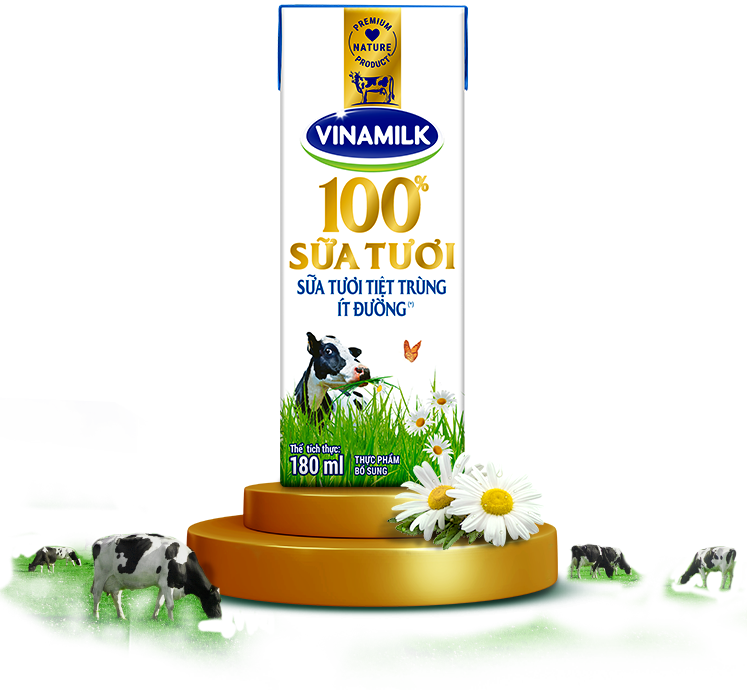 PREMIUM
NATURE
PRODUCT
VINAMILK
100%
SỮA TƯƠI
SỮA TƯƠI TIỆT TRÙNG
ÍT ĐƯỜNG(*)
Thể tích thực:
180 ml
THỰC PHẨM
BỔ SUNG